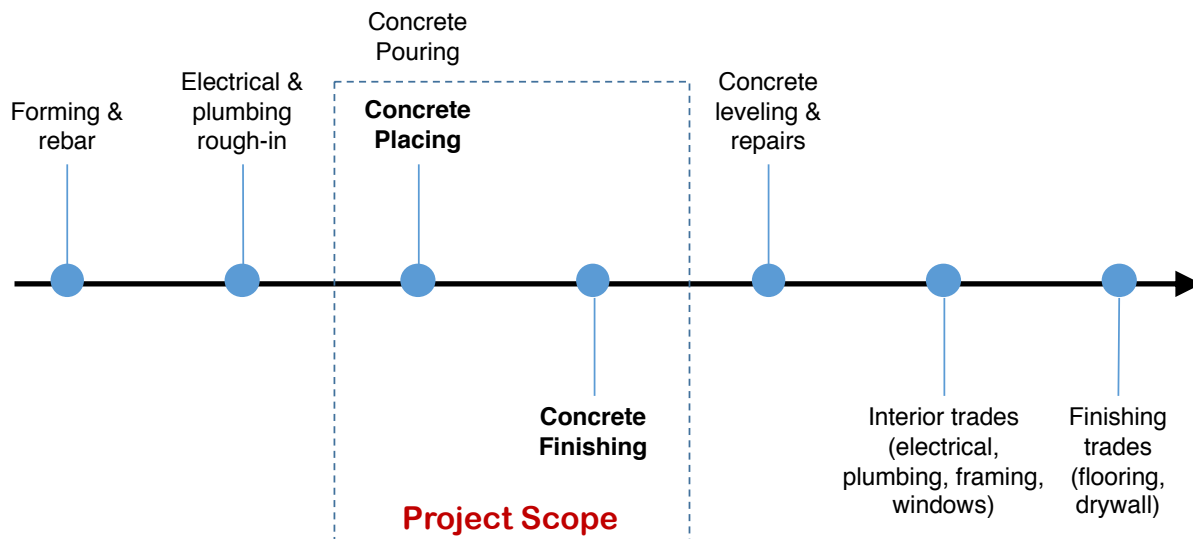 Concrete
Pouring
Forming &
rebar
Electrical &
plumbing
rough-in
Concrete
Placing
Concrete
leveling &
repairs
Concrete
Finishing
Interior trades
(electrical,
plumbing, framing,
windows)
Finishing
trades
(flooring,
drywall)
Project Scope